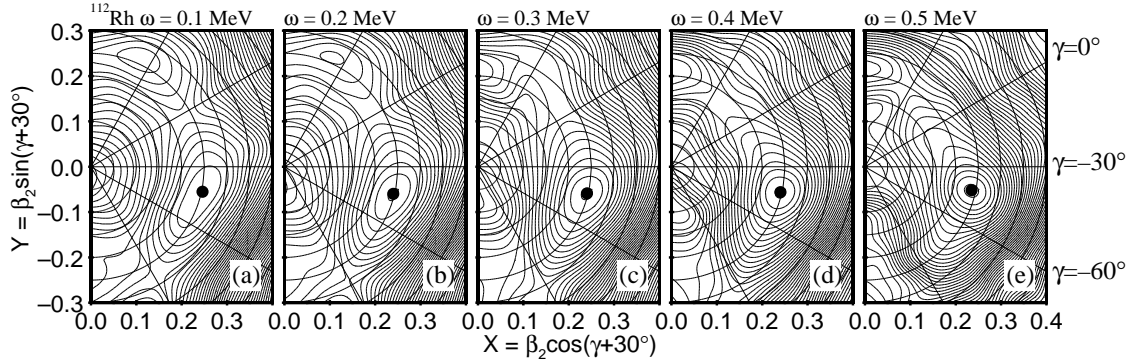 ¹¹²Rh ω = 0.1 MeV ω = 0.2 MeV ω = 0.3 MeV ω = 0.4 MeV ω = 0.5 MeV
0.3
0.2
0.1
0.0
−0.1
−0.2
−0.3
Y = β₂sin(γ+30°)
(a) (b) (c) (d) (e)
γ=0°
γ=−30°
γ=−60°
0.0 0.1 0.2 0.3 0.0 0.1 0.2 0.3 0.0 0.1 0.2 0.3 0.0 0.1 0.2 0.3 0.0 0.1 0.2 0.3 0.4
X = β₂cos(γ+30°)